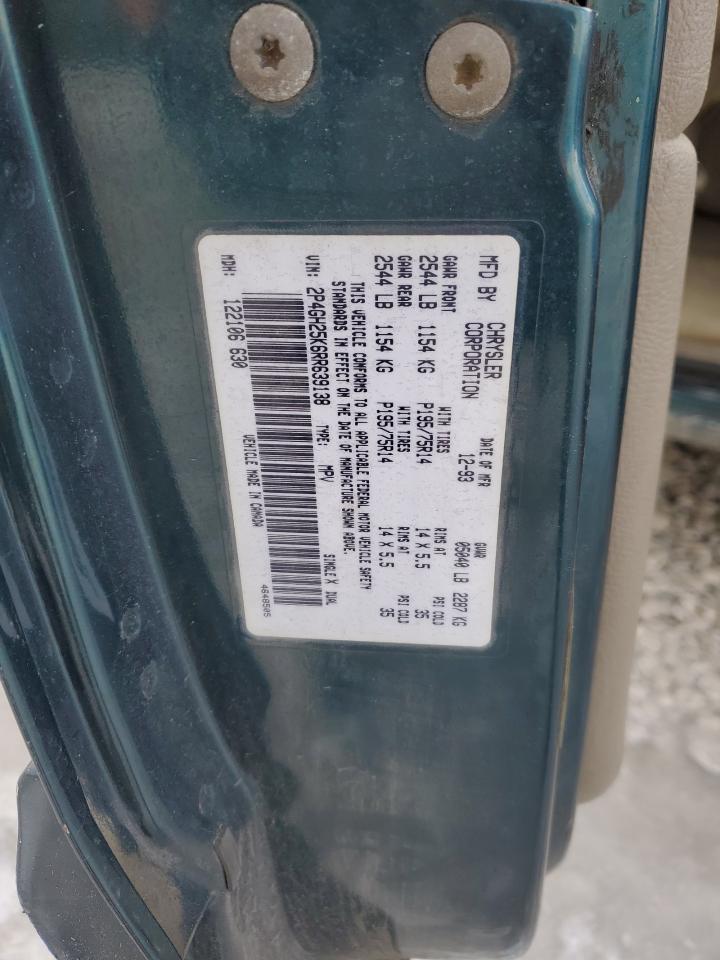 MFD BY CHRYSLER CORPORATION DATE OF MFR 12-93 GVWR 05040 LB 2287 KG
GAWR FRONT WITH TIRES RIMS AT PSI COLD
2544 LB 1154 KG P195/75R14 14 X 5.5 35
GAWR REAR WITH TIRES RIMS AT PSI COLD
2544 LB 1154 KG P195/75R14 14 X 5.5 35
THIS VEHICLE CONFORMS TO ALL APPLICABLE FEDERAL MOTOR VEHICLE SAFETY
STANDARDS IN EFFECT ON THE DATE OF MANUFACTURE SHOWN ABOVE.
VIN: 2P4GH25K6RR639138 TYPE: MPV SINGLE X DUAL
MDH: 122106 630 VEHICLE MADE IN CANADA 4648505